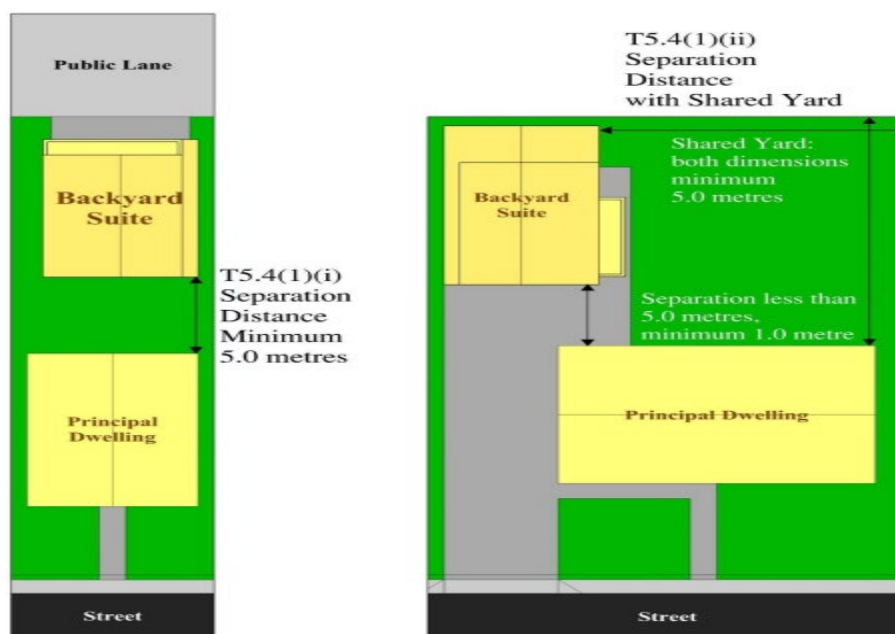 Public Lane
Backyard
Suite
T5.4(1)(i)
Separation
Distance
Minimum
5.0 metres
Principal
Dwelling
Street
T5.4(1)(ii)
Separation
Distance
with Shared Yard
Shared Yard:
both dimensions
minimum
5.0 metres
Backyard
Suite
Separation less than
5.0 metres,
minimum 1.0 metre
Principal Dwelling
Street